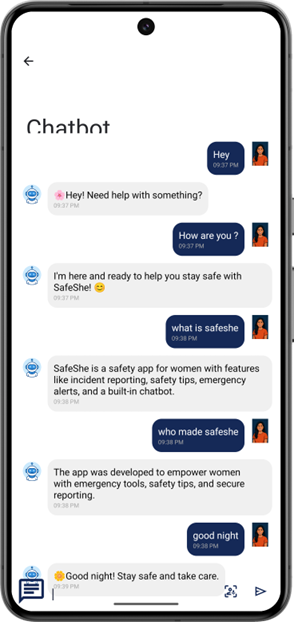 Chatbot
Hey
09:37 PM
🌸Hey! Need help with something?
09:37 PM
How are you ?
09:37 PM
I'm here and ready to help you stay safe with
SafeShe! 😊
09:37 PM
what is safeshe
09:38 PM
SafeShe is a safety app for women with features
like incident reporting, safety tips, emergency
alerts, and a built-in chatbot.
09:38 PM
who made safeshe
09:38 PM
The app was developed to empower women
with emergency tools, safety tips, and secure
reporting.
09:38 PM
good night
09:38 PM
🌼Good night! Stay safe and take care.
09:39 PM